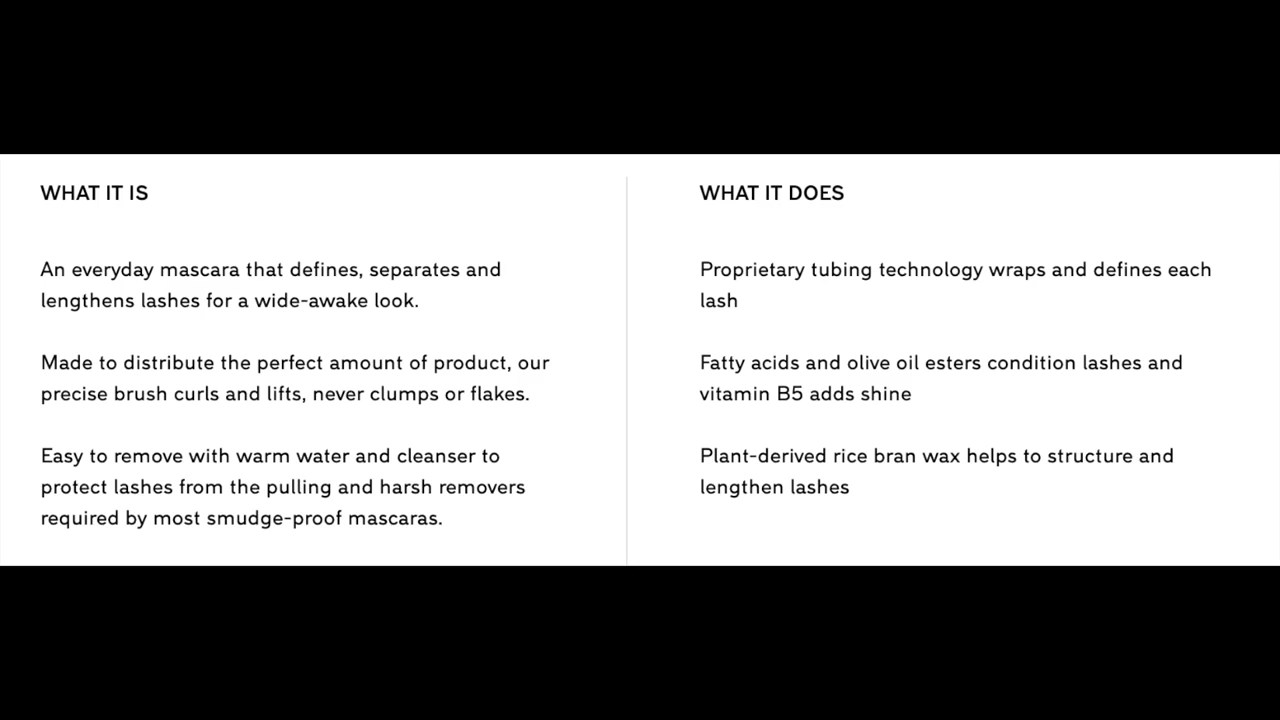 WHAT IT IS
An everyday mascara that defines, separates and
lengthens lashes for a wide-awake look.
Made to distribute the perfect amount of product, our
precise brush curls and lifts, never clumps or flakes.
Easy to remove with warm water and cleanser to
protect lashes from the pulling and harsh removers
required by most smudge-proof mascaras.
WHAT IT DOES
Proprietary tubing technology wraps and defines each
lash
Fatty acids and olive oil esters condition lashes and
vitamin B5 adds shine
Plant-derived rice bran wax helps to structure and
lengthen lashes